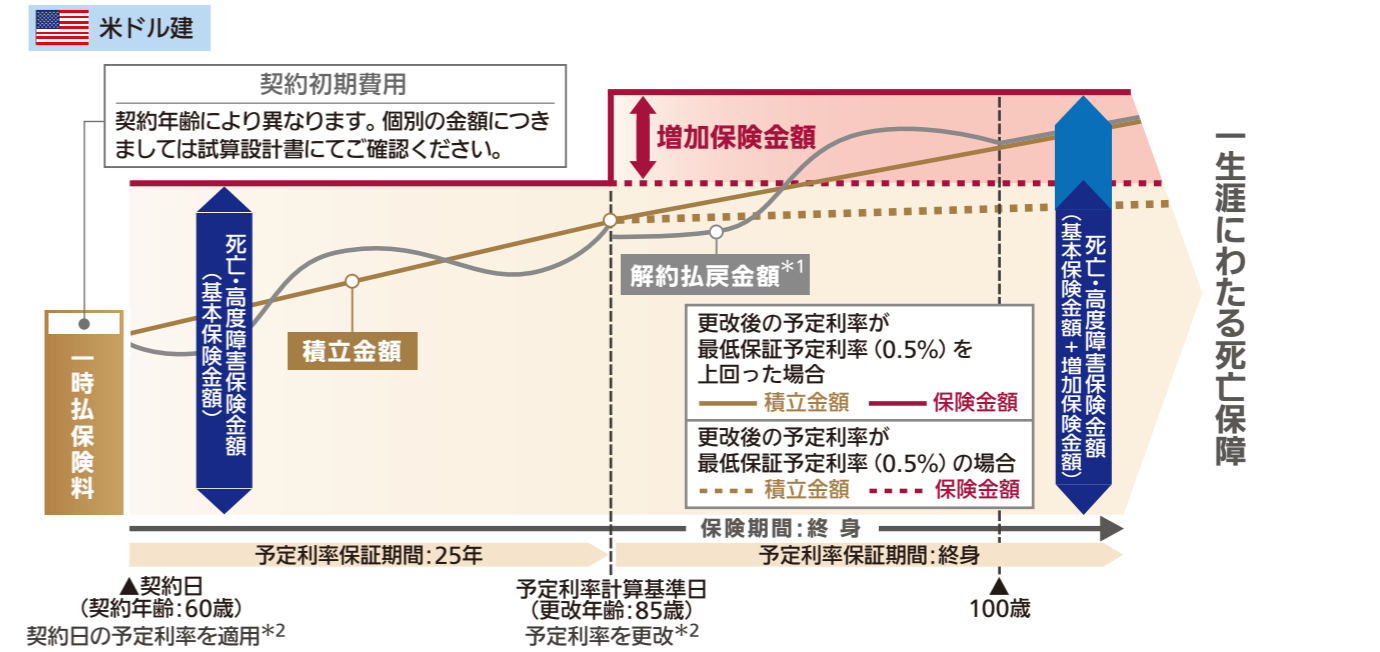 米ドル建
契約初期費用
契約年齢により異なります。個別の金額につき
ましては試算設計書にてご確認ください。
増加保険金額
死亡・高度障害保険金額
（基本保険金額）
積立金額
解約払戻金額＊1
一時払保険料
更改後の予定利率が
最低保証予定利率（0.5%）を
上回った場合
積立金額 保険金額
更改後の予定利率が
最低保証予定利率（0.5%）の場合
積立金額 保険金額
死亡・高度障害保険金額
（基本保険金額+増加保険金額）
一生涯にわたる死亡保障
保険期間：終 身
予定利率保証期間：25年
予定利率保証期間：終身
▲契約日
（契約年齢：60歳）
契約日の予定利率を適用＊2
予定利率計算基準日
（更改年齢：85歳）
予定利率を更改＊2
▲
100歳